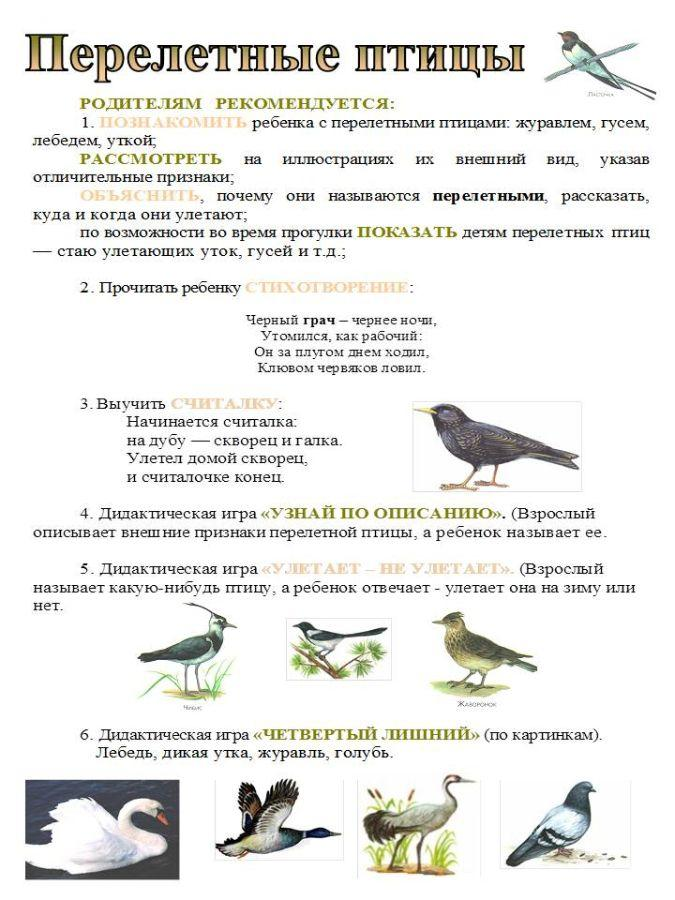 Перелетные птицы
Ласточка
РОДИТЕЛЯМ РЕКОМЕНДУЕТСЯ:
1. ПОЗНАКОМИТЬ ребенка с перелетными птицами: журавлем, гусем,
лебедем, уткой;
РАССМОТРЕТЬ на иллюстрациях их внешний вид, указав
отличительные признаки;
ОБЪЯСНИТЬ, почему они называются перелетными, рассказать,
куда и когда они улетают;
по возможности во время прогулки ПОКАЗАТЬ детям перелетных птиц
— стаю улетающих уток, гусей и т.д.;
2. Прочитать ребенку СТИХОТВОРЕНИЕ:
Черный грач – чернее ночи,
Утомился, как рабочий:
Он за плугом днем ходил,
Клювом червяков ловил.
3. Выучить СЧИТАЛКУ:
Начинается считалка:
на дубу — скворец и галка.
Улетел домой скворец,
и считалочке конец.
4. Дидактическая игра «УЗНАЙ ПО ОПИСАНИЮ». (Взрослый
описывает внешние признаки перелетной птицы, а ребенок называет ее.
5. Дидактическая игра «УЛЕТАЕТ – НЕ УЛЕТАЕТ». (Взрослый
называет какую-нибудь птицу, а ребенок отвечает - улетает она на зиму или
нет.
Чибис
Жаворонок
6. Дидактическая игра «ЧЕТВЕРТЫЙ ЛИШНИЙ» (по картинкам).
Лебедь, дикая утка, журавль, голубь.